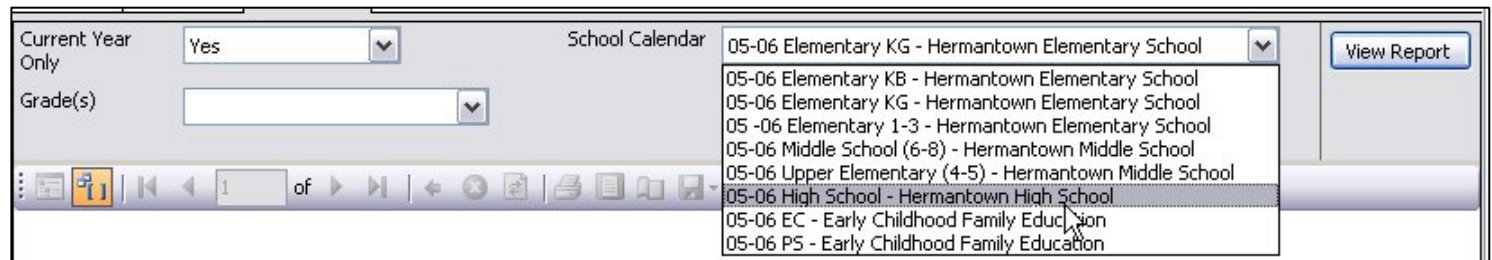 Current Year Only
Yes
School Calendar
05-06 Elementary KG - Hermantown Elementary School
View Report
Grade(s)
05-06 Elementary KB - Hermantown Elementary School
05-06 Elementary KG - Hermantown Elementary School
05 -06 Elementary 1-3 - Hermantown Elementary School
05-06 Middle School (6-8) - Hermantown Middle School
05-06 Upper Elementary (4-5) - Hermantown Middle School
05-06 High School - Hermantown High School
05-06 EC - Early Childhood Family Education
05-06 PS - Early Childhood Family Education
1 of